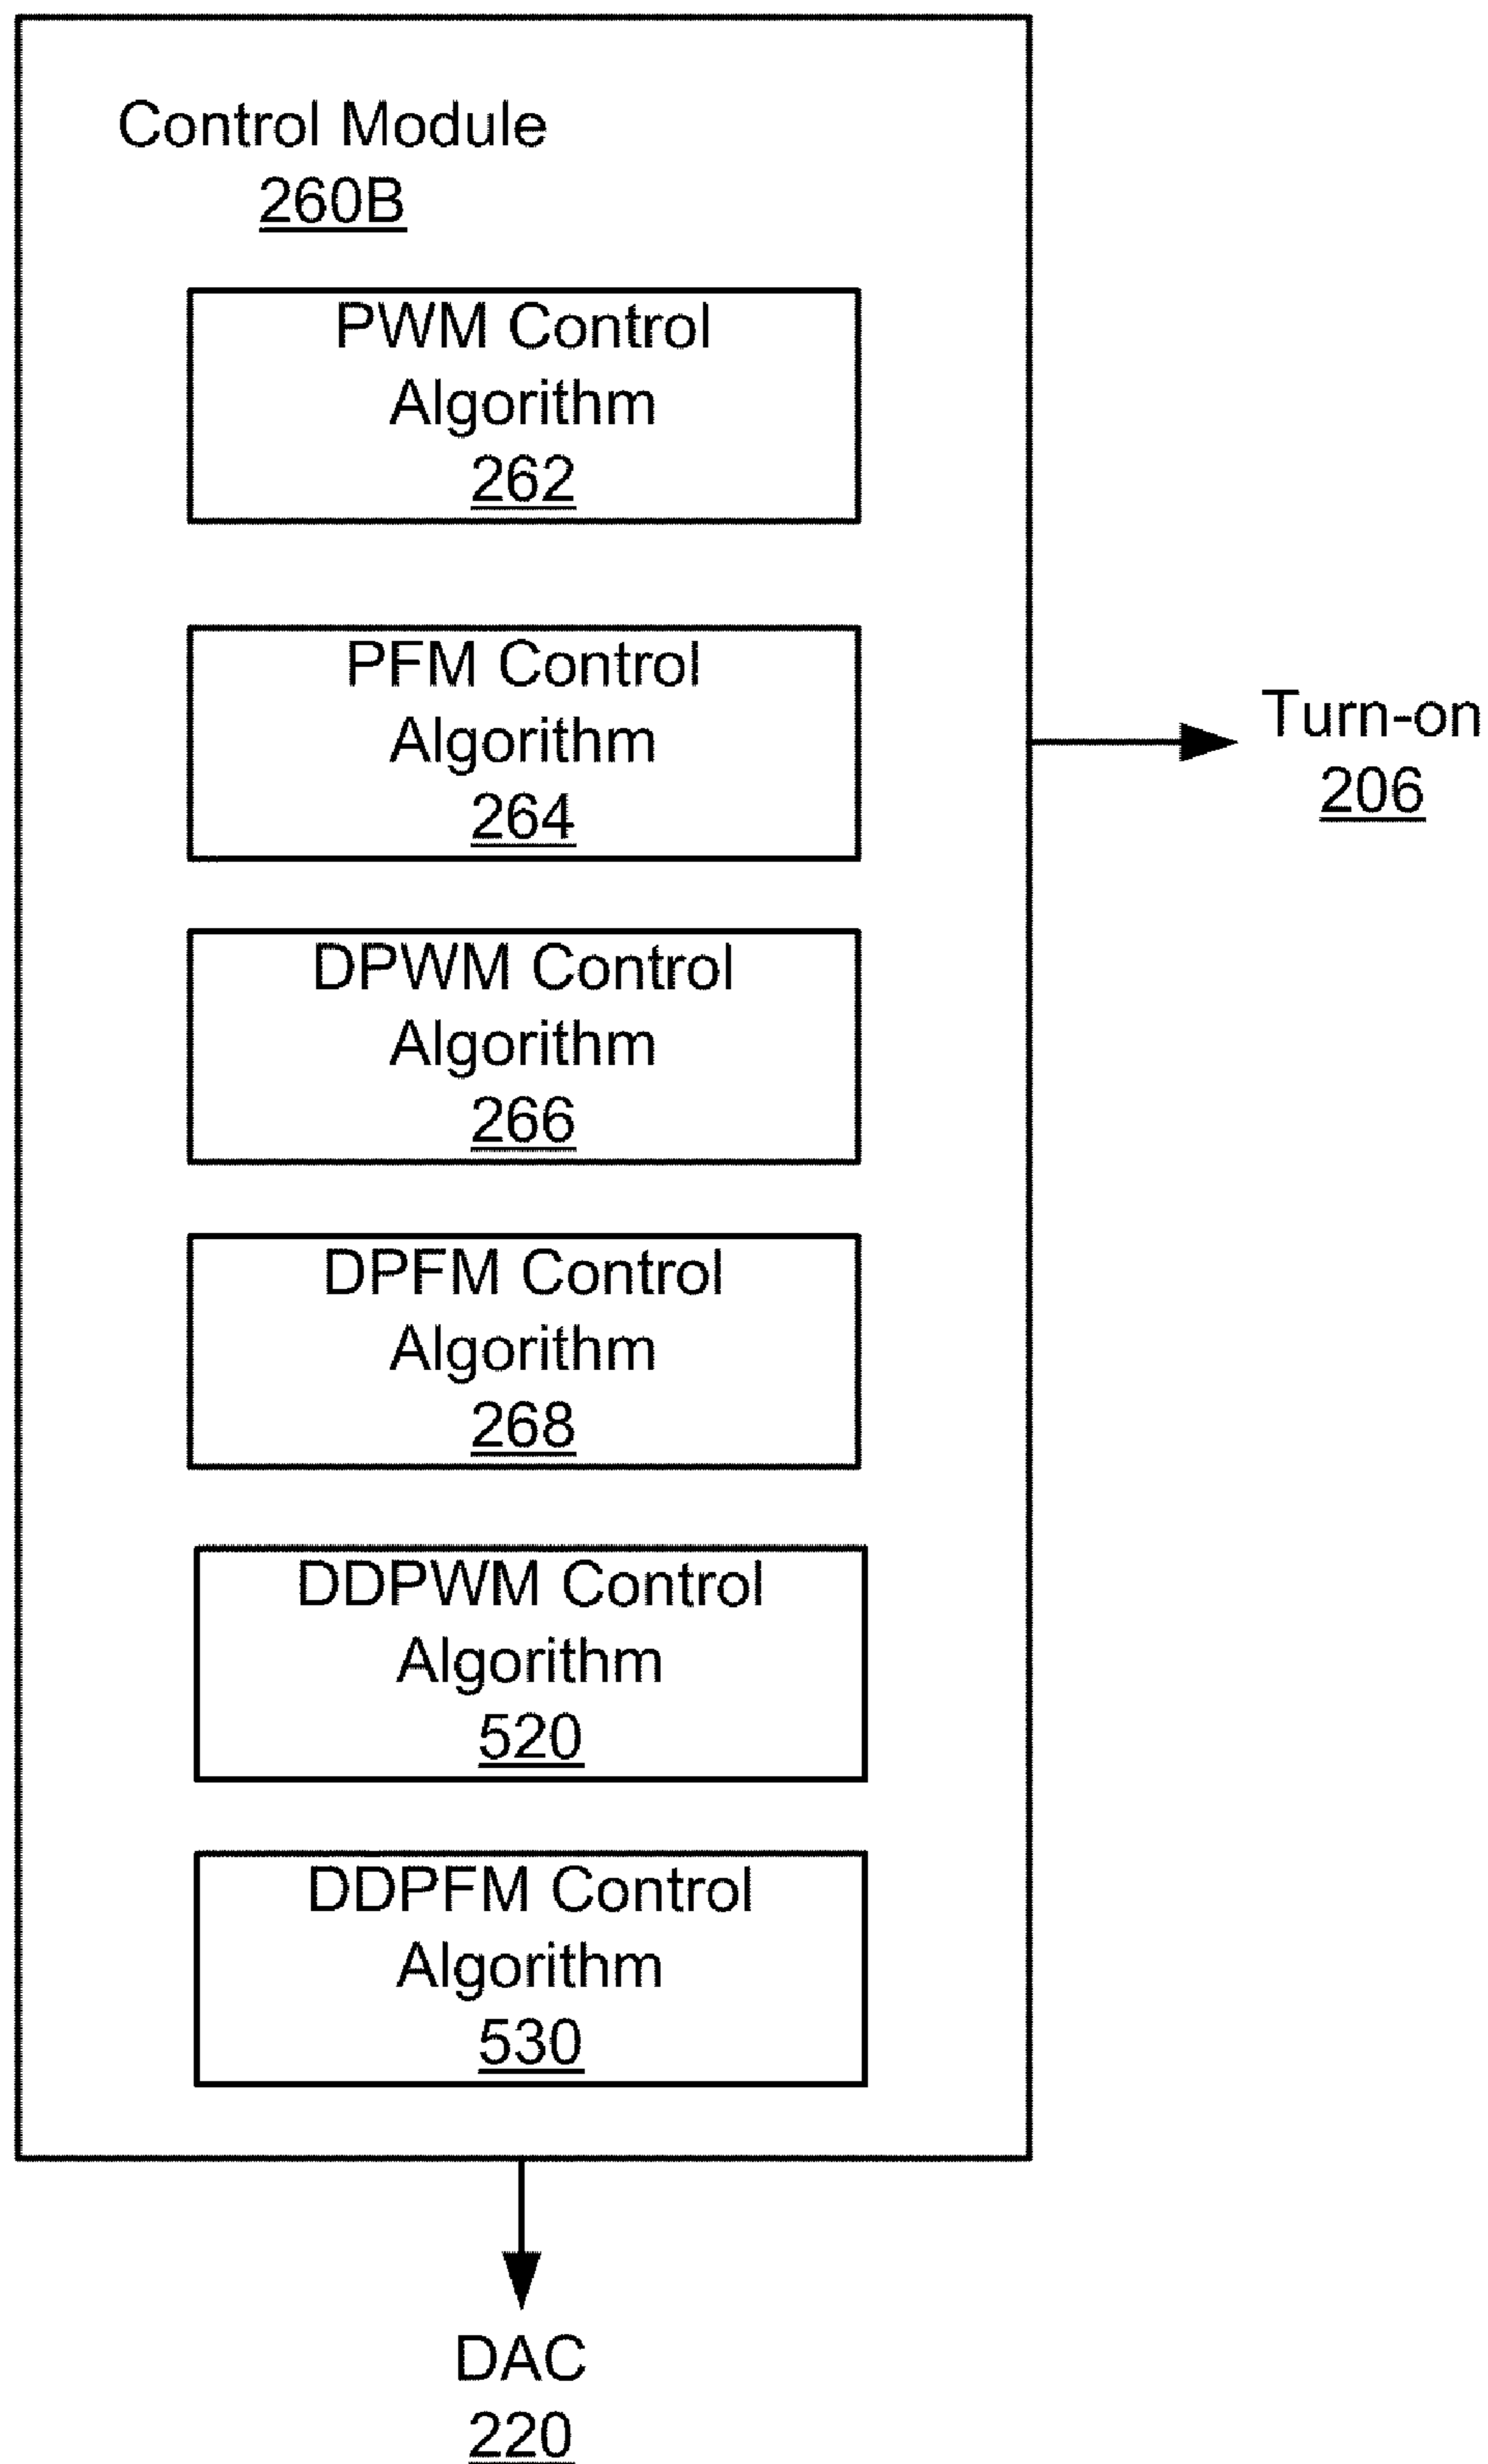 Control Module
260B
PWM Control
Algorithm
262
PFM Control
Algorithm
264
Turn-on
206
DPWM Control
Algorithm
266
DPFM Control
Algorithm
268
DDPWM Control
Algorithm
520
DDPFM Control
Algorithm
530
DAC
220